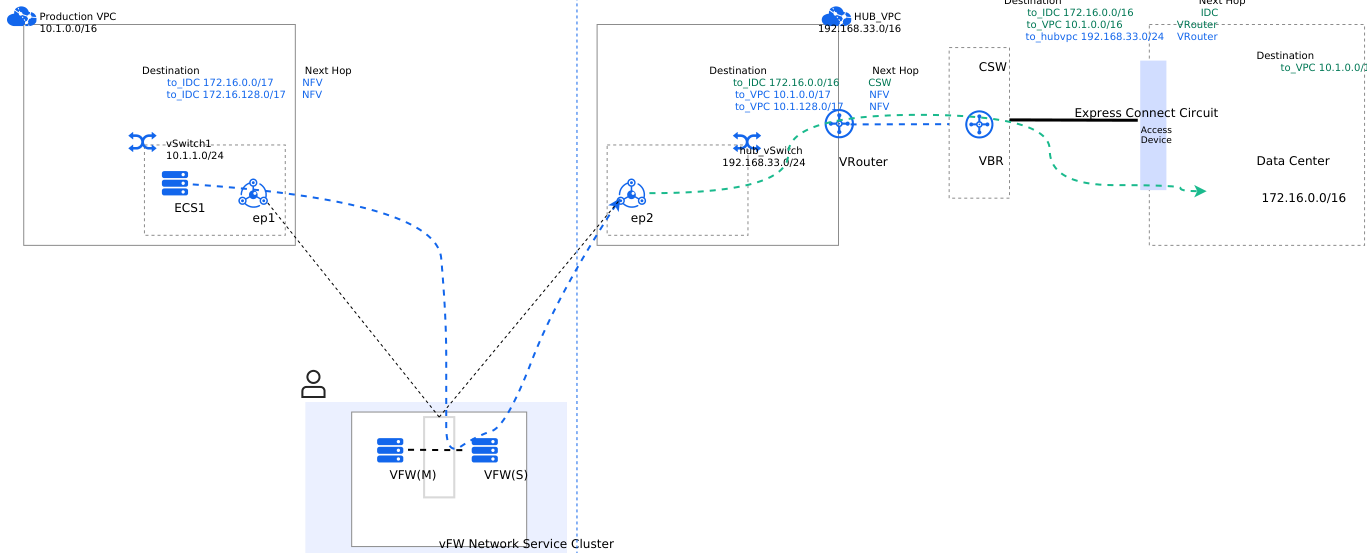 Production VPC
10.1.0.0/16
Destination Next Hop
to_IDC 172.16.0.0/17 NFV
to_IDC 172.16.128.0/17 NFV
vSwitch1
10.1.1.0/24
ECS1
ep1
HUB_VPC
192.168.33.0/16
Destination Next Hop
to_IDC 172.16.0.0/16 CSW
to_VPC 10.1.0.0/17 NFV
to_VPC 10.1.128.0/17 NFV
hub_vSwitch
192.168.33.0/24
ep2
VRouter
Destination Next Hop
to_IDC 172.16.0.0/16 IDC
to_VPC 10.1.0.0/16 VRouter
to_hubvpc 192.168.33.0/24 VRouter
CSW
VBR
Express Connect Circuit
Access
Device
Destination
to_VPC 10.1.0.0/1
Data Center
172.16.0.0/16
VFW(M)
VFW(S)
vFW Network Service Cluster